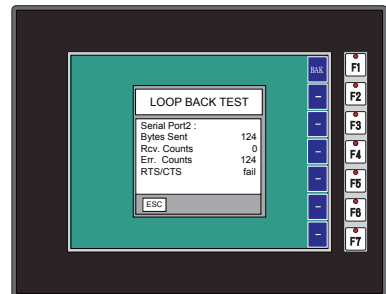 LOOP BACK TEST
Serial Port2 :
Bytes Sent 124
Rcv. Counts 0
Err. Counts 124
RTS/CTS fail
ESC
BAK
–
–
–
–
–
–
F1
F2
F3
F4
F5
F6
F7